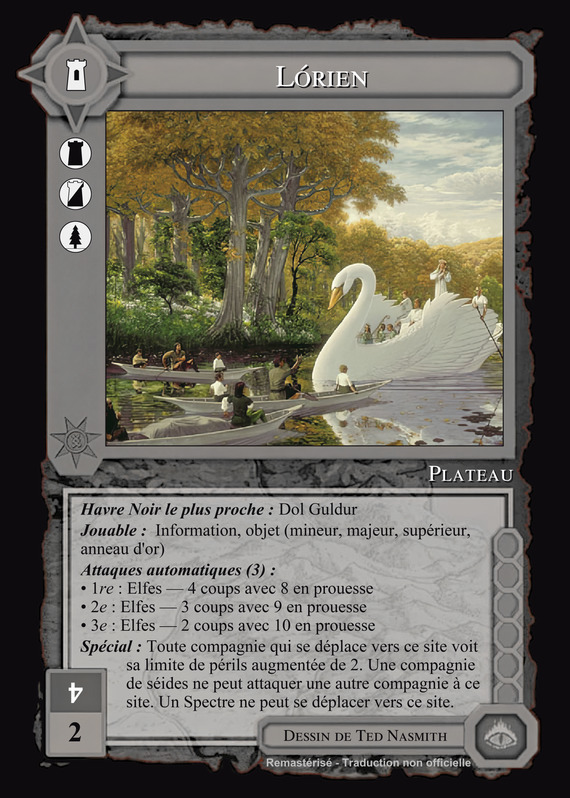 Lórien
Plateau
Havre Noir le plus proche : Dol Guldur
Jouable : Information, objet (mineur, majeur, supérieur,
anneau d'or)
Attaques automatiques (3) :
• 1re : Elfes — 4 coups avec 8 en prouesse
• 2e : Elfes — 3 coups avec 9 en prouesse
• 3e : Elfes — 2 coups avec 10 en prouesse
Spécial : Toute compagnie qui se déplace vers ce site voit
sa limite de périls augmentée de 2. Une compagnie
de séides ne peut attaquer une autre compagnie à ce
site. Un Spectre ne peut se déplacer vers ce site.
4
2
Dessin de Ted Nasmith
Remastérisé - Traduction non officielle